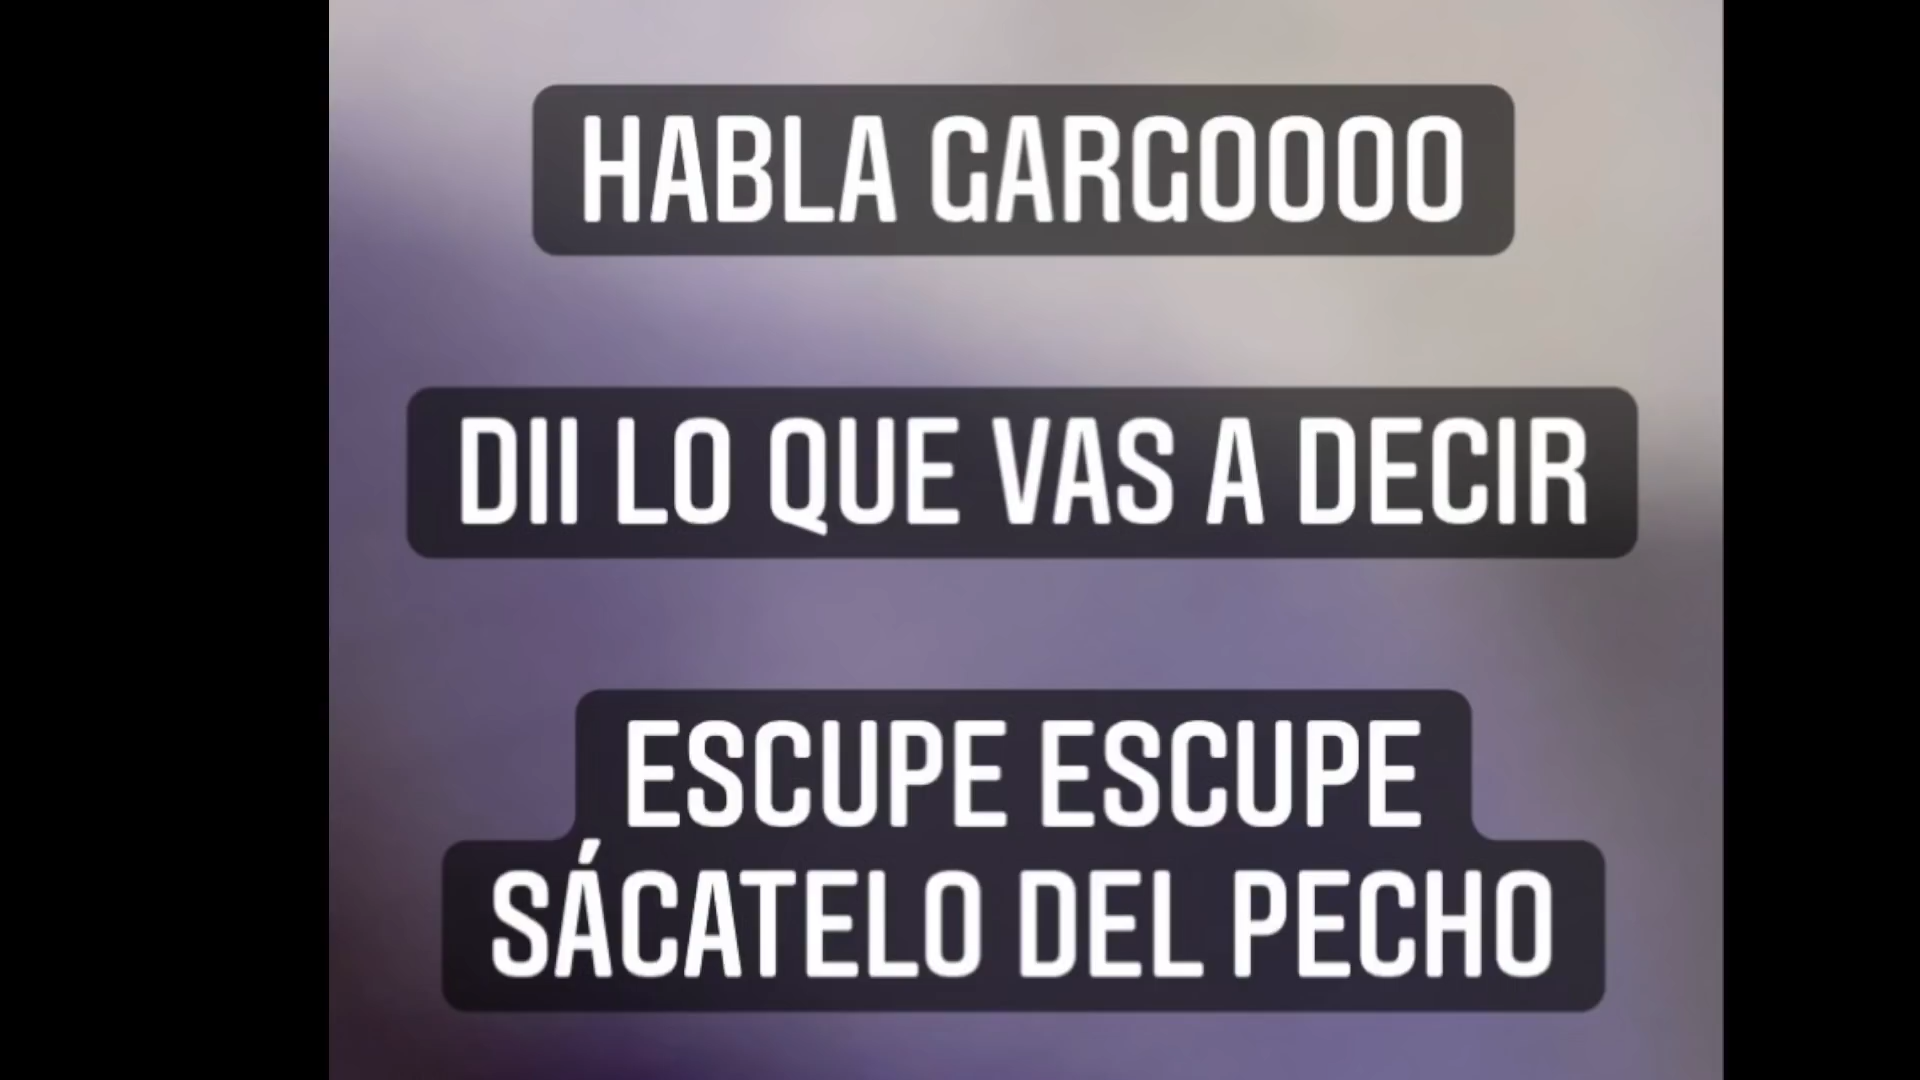 HABLA GARGOOOO
DII LO QUE VAS A DECIR
ESCUPE ESCUPE
SÁCATELO DEL PECHO